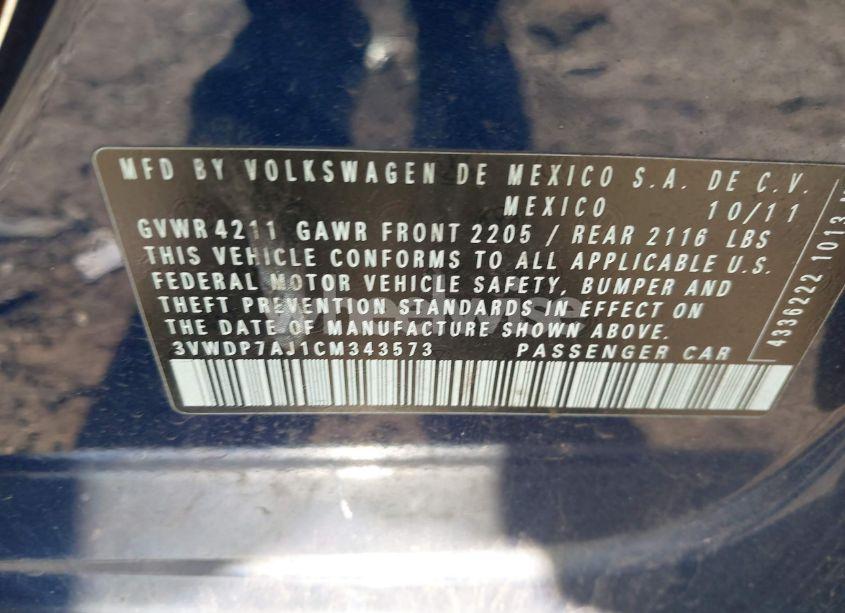 MFD BY VOLKSWAGEN DE MEXICO S.A. DE C.V.
MEXICO 10/11
GVWR 4211 GAWR FRONT 2205 / REAR 2116 LBS
THIS VEHICLE CONFORMS TO ALL APPLICABLE U.S.
FEDERAL MOTOR VEHICLE SAFETY, BUMPER AND
THEFT PREVENTION STANDARDS IN EFFECT ON
THE DATE OF MANUFACTURE SHOWN ABOVE.
3VWDP7AJ1CM343573 PASSENGER CAR
4336222 1013